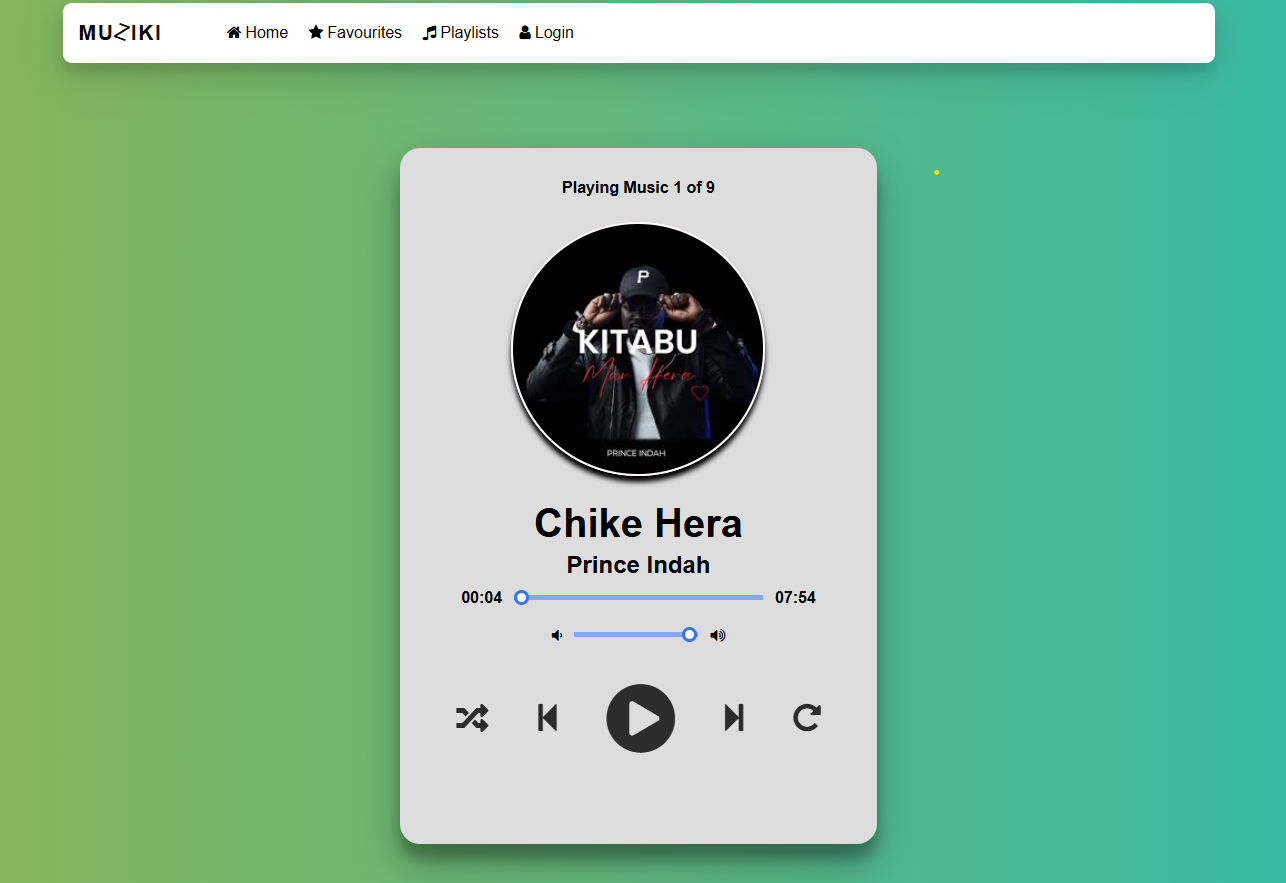 MUZIKI Home Favourites Playlists Login
Playing Music 1 of 9
P
KITABU
Mar Hera
PRINCE INDAH
Chike Hera
Prince Indah
00:04 07:54